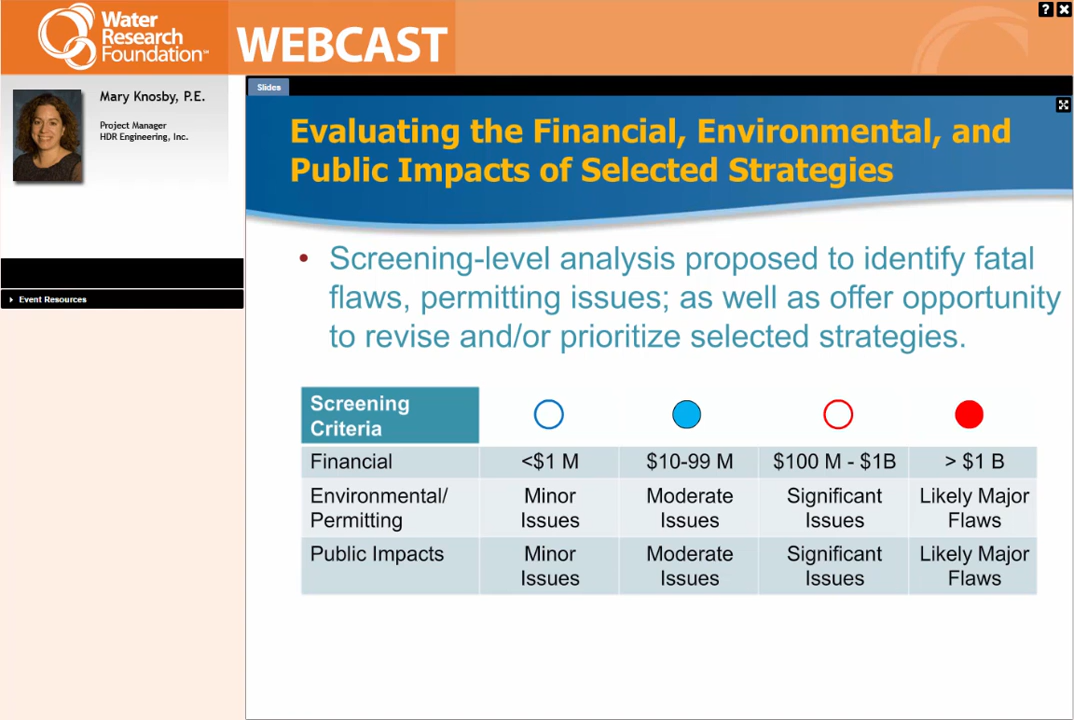 Water
Research
Foundation™
WEBCAST
?
Mary Knosby, P.E.
Project Manager
HDR Engineering, Inc.
Event Resources
Slides
Evaluating the Financial, Environmental, and
Public Impacts of Selected Strategies
• Screening-level analysis proposed to identify fatal
flaws, permitting issues; as well as offer opportunity
to revise and/or prioritize selected strategies.
Screening
Criteria
Financial <$1 M $10-99 M $100 M - $1B > $1 B
Environmental/ Minor Moderate Significant Likely Major
Permitting Issues Issues Issues Flaws
Public Impacts Minor Moderate Significant Likely Major
Issues Issues Issues Flaws